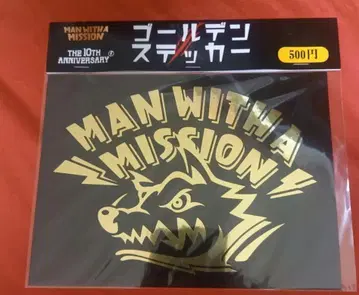 MAN WITH A
MISSION
THE 10TH
ANNIVERSARY
ゴールデン
ステッカー
500円
MAN WITH A
MISSION